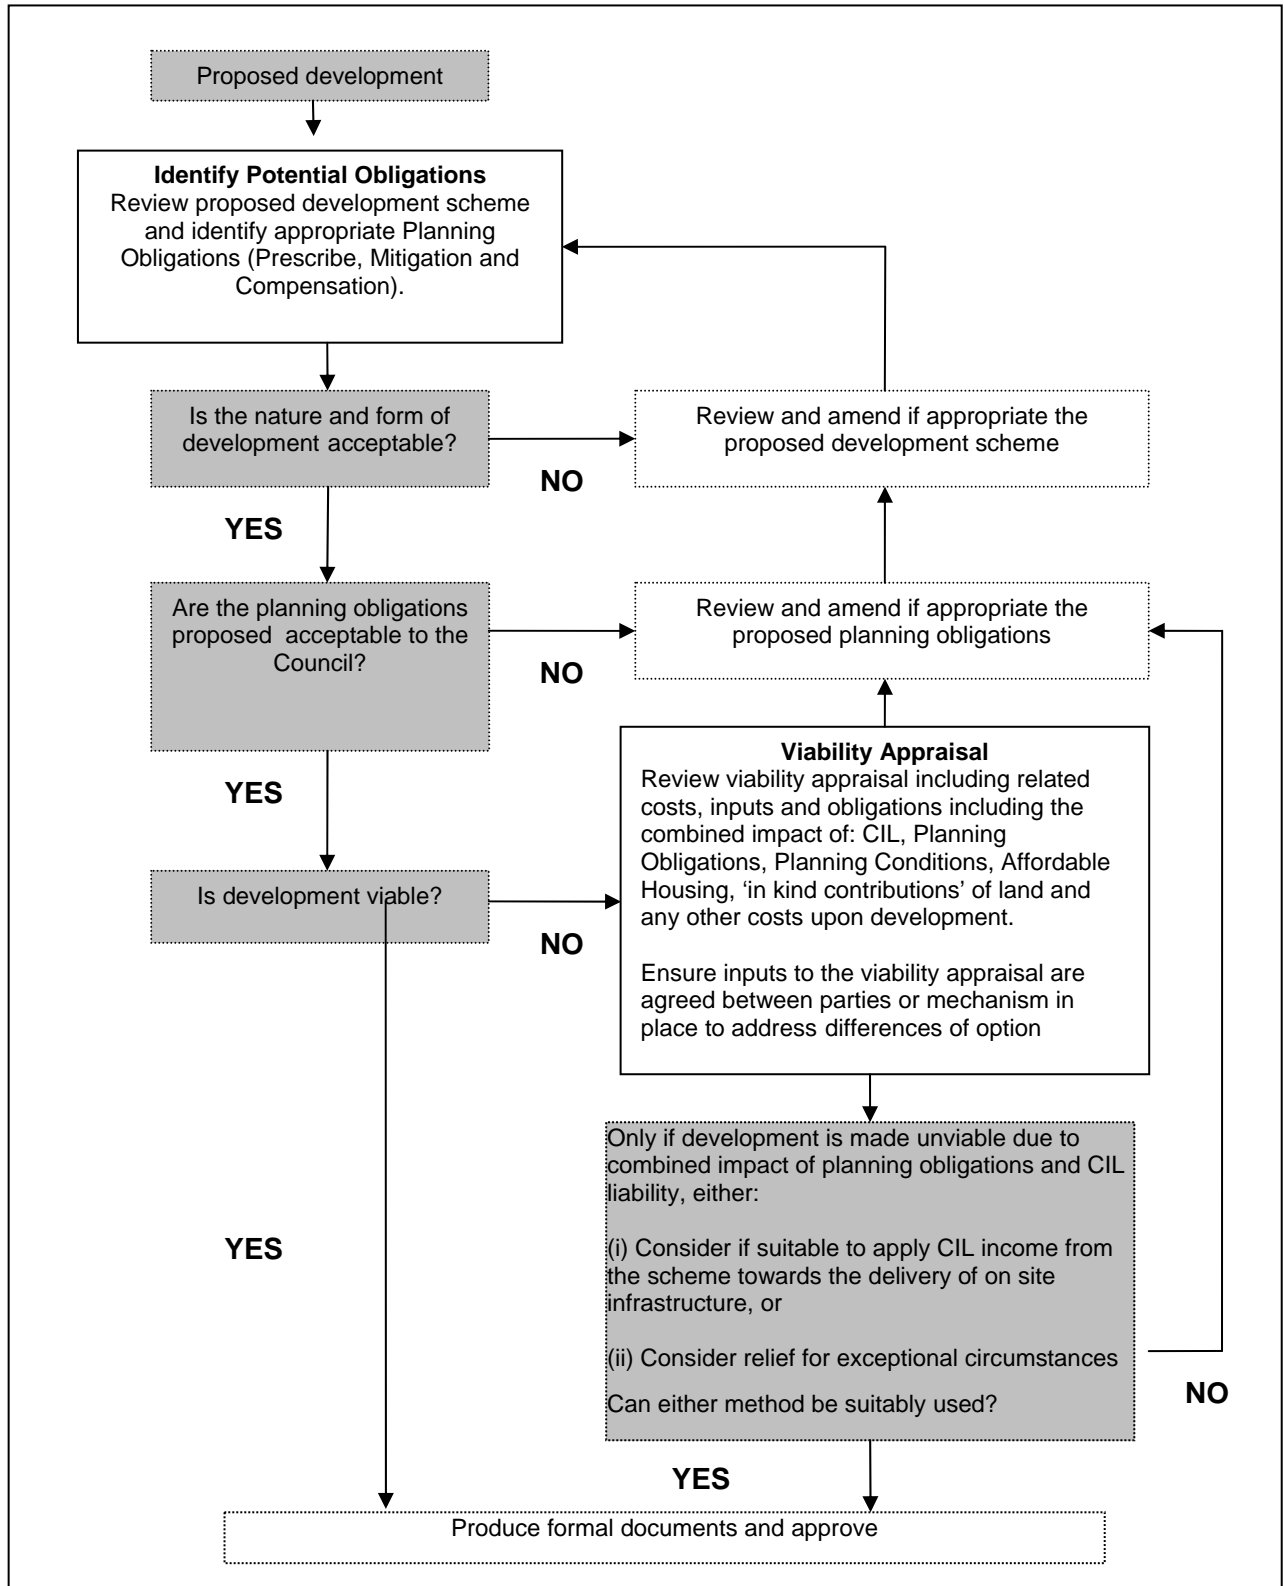 Proposed development
Identify Potential Obligations
Review proposed development scheme
and identify appropriate Planning
Obligations (Prescribe, Mitigation and
Compensation).
Is the nature and form of
development acceptable?
NO
Review and amend if appropriate the
proposed development scheme
YES
Are the planning obligations
proposed acceptable to the
Council?
NO
Review and amend if appropriate the
proposed planning obligations
YES
Is development viable?
NO
Viability Appraisal
Review viability appraisal including related
costs, inputs and obligations including the
combined impact of: CIL, Planning
Obligations, Planning Conditions, Affordable
Housing, ‘in kind contributions’ of land and
any other costs upon development.
Ensure inputs to the viability appraisal are
agreed between parties or mechanism in
place to address differences of option
Only if development is made unviable due to
combined impact of planning obligations and CIL
liability, either:
(i) Consider if suitable to apply CIL income from
the scheme towards the delivery of on site
infrastructure, or
(ii) Consider relief for exceptional circumstances
Can either method be suitably used?
NO
YES
YES
Produce formal documents and approve